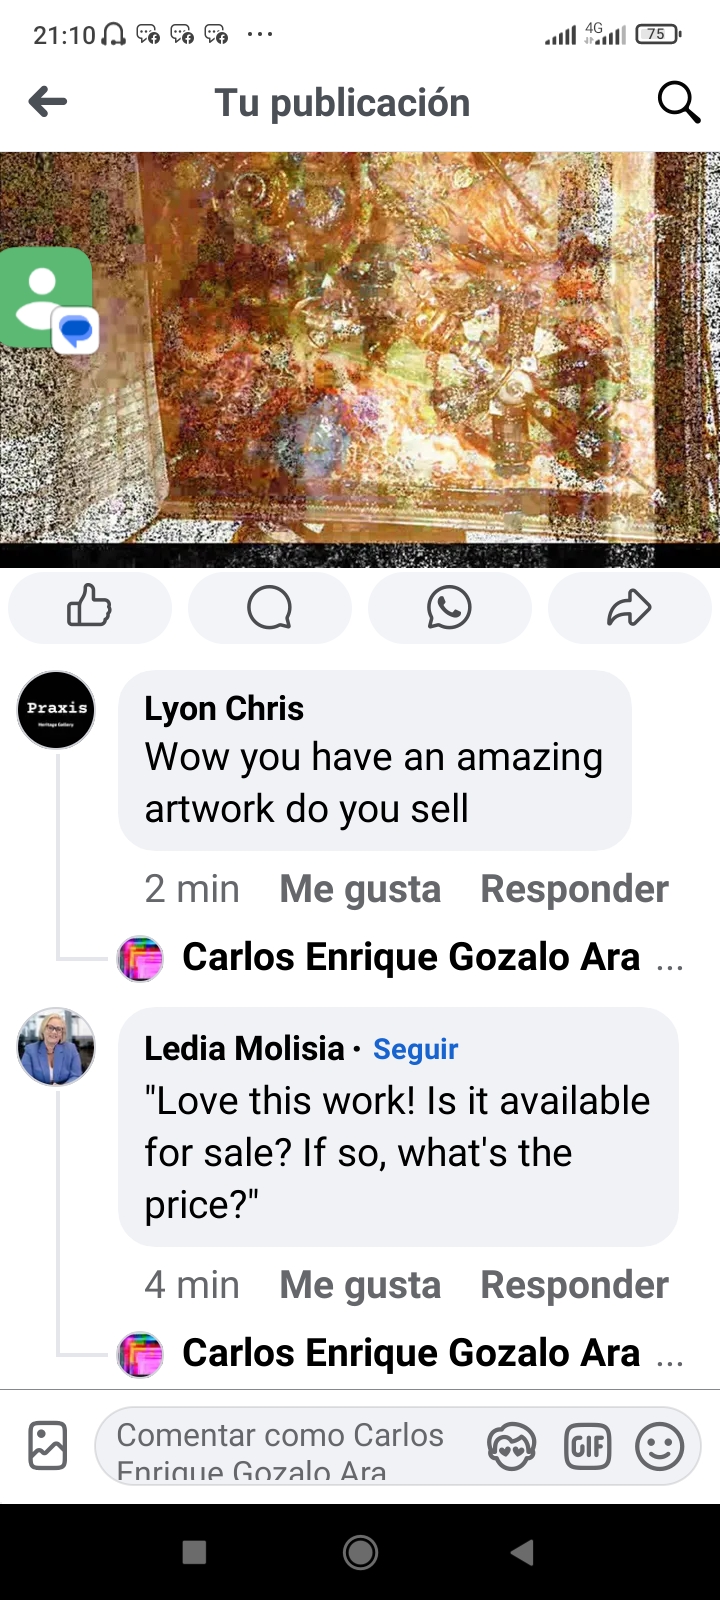 21:10
4G
75
Tu publicación
Praxis
Heritage Gallery
Lyon Chris
Wow you have an amazing
artwork do you sell
2 min Me gusta Responder
Carlos Enrique Gozalo Ara ...
Ledia Molisia · Seguir
"Love this work! Is it available
for sale? If so, what's the
price?"
4 min Me gusta Responder
Carlos Enrique Gozalo Ara ...
Comentar como Carlos
Enrique Gozalo Ara
GIF